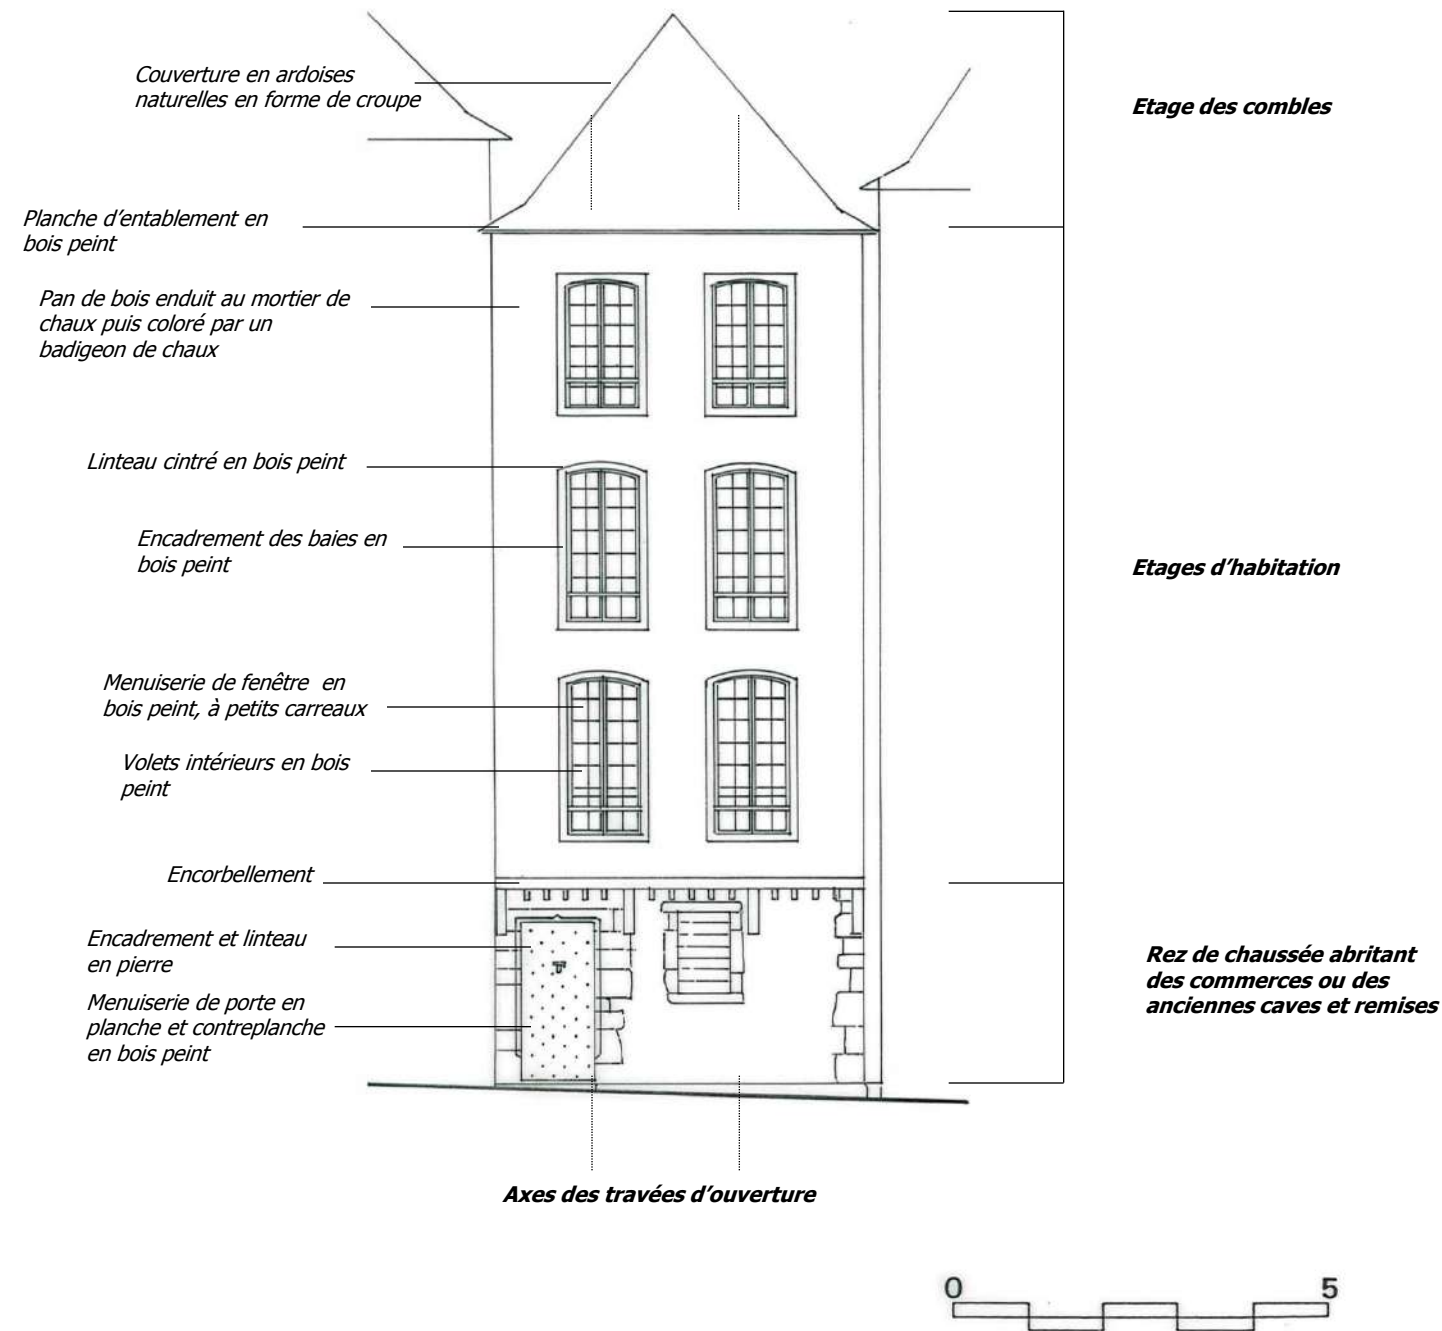 Couverture en ardoises
naturelles en forme de croupe
Etage des combles
Planche d'entablement en
bois peint
Pan de bois enduit au mortier de
chaux puis coloré par un
badigeon de chaux
Linteau cintré en bois peint
Encadrement des baies en
bois peint
Etages d'habitation
Menuiserie de fenêtre  en
bois peint, à petits carreaux
Volets intérieurs en bois
peint
Encorbellement
Encadrement et linteau
en pierre
Menuiserie de porte en
planche et contreplanche
en bois peint
Rez de chaussée abritant
des commerces ou des
anciennes caves et remises
Axes des travées d'ouverture
0 5